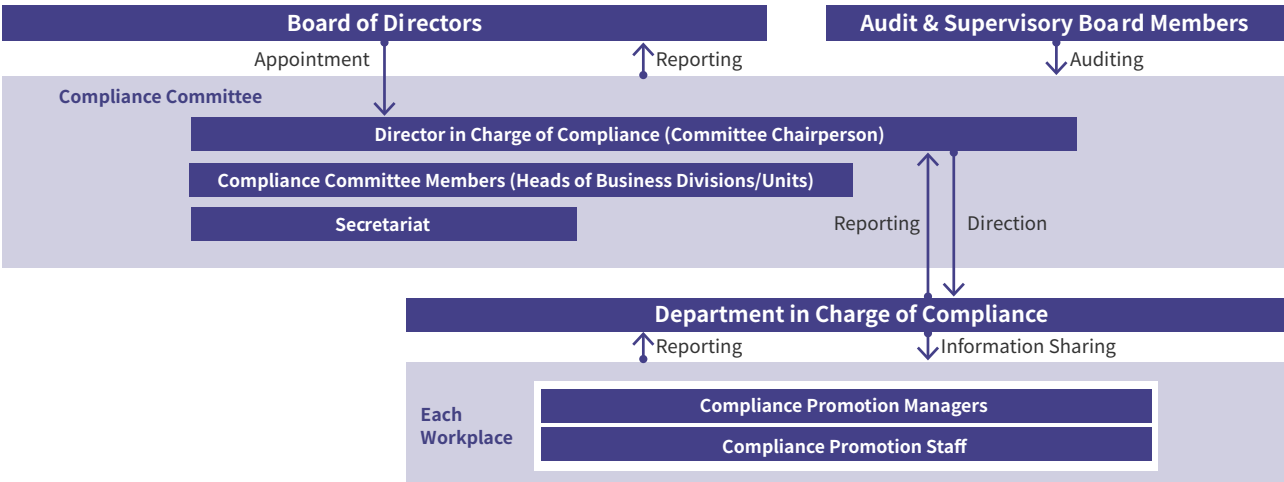 Board of Directors
Audit & Supervisory Board Members
Appointment
Reporting
Auditing
Compliance Committee
Director in Charge of Compliance (Committee Chairperson)
Compliance Committee Members (Heads of Business Divisions/Units)
Secretariat
Reporting
Direction
Department in Charge of Compliance
Reporting
Information Sharing
Each
Workplace
Compliance Promotion Managers
Compliance Promotion Staff